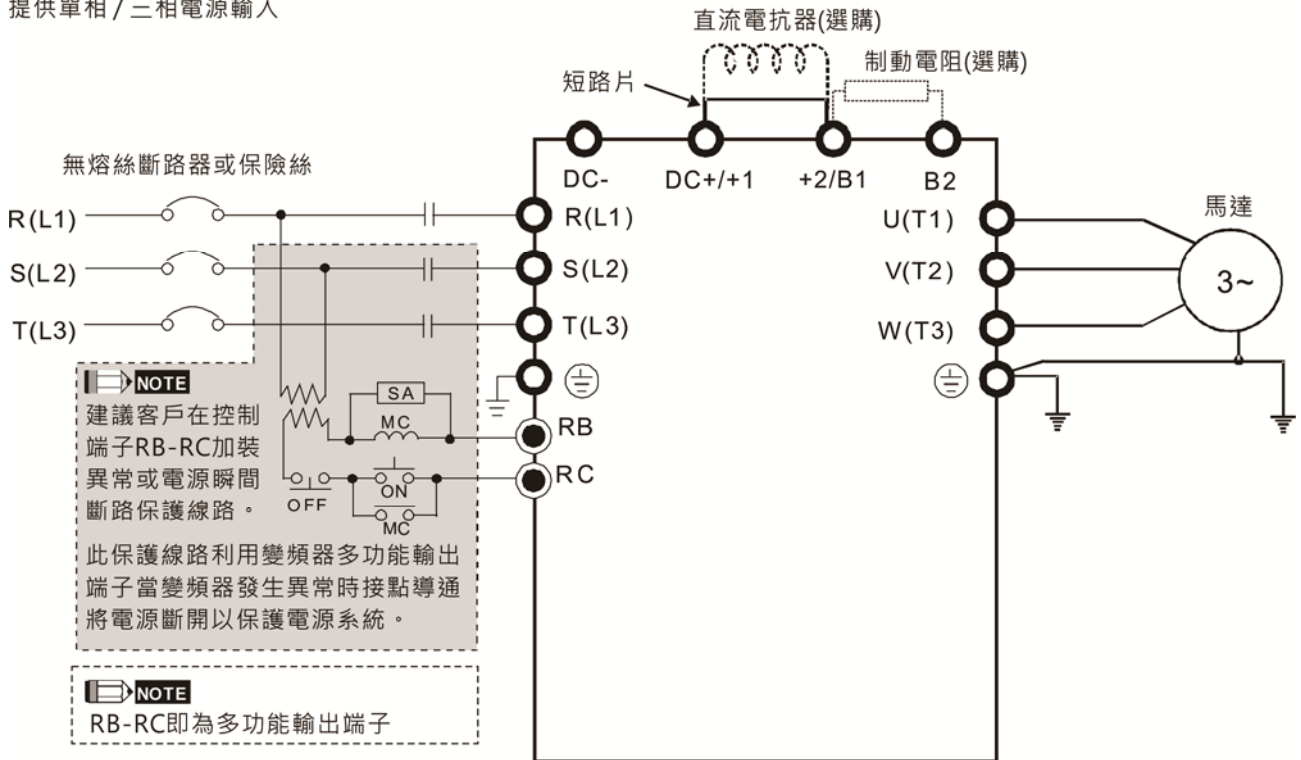 提供單相/三相電源輸入
直流電抗器(選購)
制動電阻(選購)
短路片
無熔絲斷路器或保險絲
DC-
DC+/+1
+2/B1
B2
馬達
R(L1)
R(L1)
U(T1)
S(L2)
S(L2)
V(T2)
3~
T(L3)
T(L3)
W(T3)
NOTE
建議客戶在控制
端子RB-RC加裝
異常或電源瞬間
斷路保護線路。
此保護線路利用變頻器多功能輸出
端子當變頻器發生異常時接點導通
將電源斷開以保護電源系統。
SA
MC
RB
RC
OFF
ON
MC
NOTE
RB-RC即為多功能輸出端子